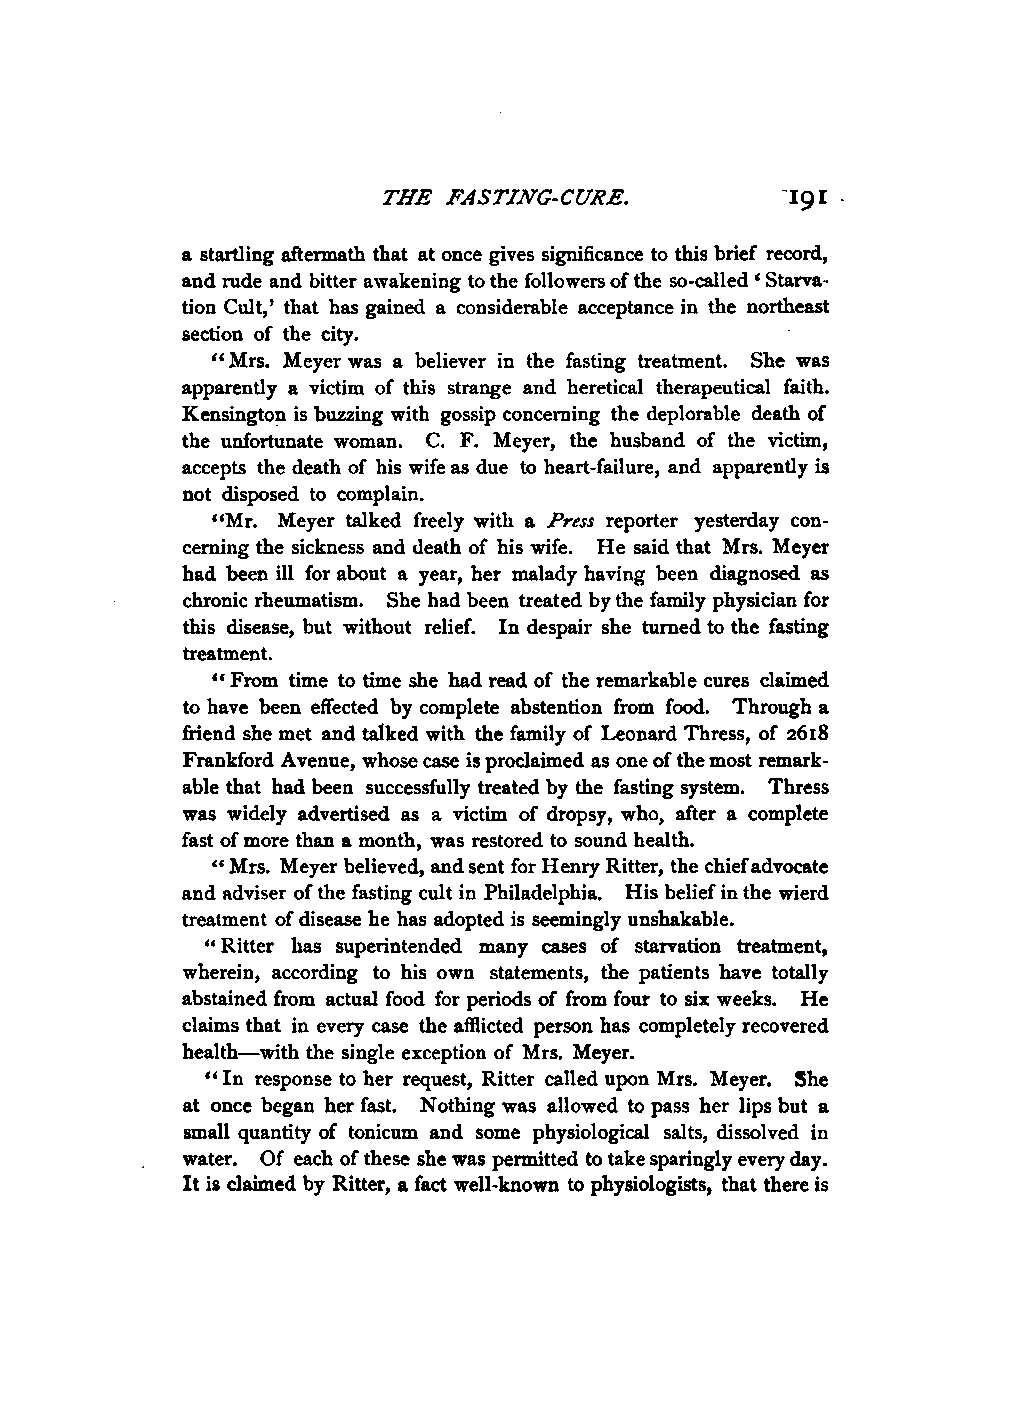 THE FASTING-CURE. 191
a startling aftermath that at once gives significance to this brief record,
and rude and bitter awakening to the followers of the so-called ‘ Starva-
tion Cult,’ that has gained a considerable acceptance in the northeast
section of the city.
“Mrs. Meyer was a believer in the fasting treatment. She was
apparently a victim of this strange and heretical therapeutical faith.
Kensington is buzzing with gossip concerning the deplorable death of
the unfortunate woman. C. F. Meyer, the husband of the victim,
accepts the death of his wife as due to heart-failure, and apparently is
not disposed to complain.
“Mr. Meyer talked freely with a Press reporter yesterday con-
cerning the sickness and death of his wife. He said that Mrs. Meyer
had been ill for about a year, her malady having been diagnosed as
chronic rheumatism. She had been treated by the family physician for
this disease, but without relief. In despair she turned to the fasting
treatment.
“From time to time she had read of the remarkable cures claimed
to have been effected by complete abstention from food. Through a
friend she met and talked with the family of Leonard Thress, of 2618
Frankford Avenue, whose case is proclaimed as one of the most remark-
able that had been successfully treated by the fasting system. Thress
was widely advertised as a victim of dropsy, who, after a complete
fast of more than a month, was restored to sound health.
“Mrs. Meyer believed, and sent for Henry Ritter, the chief advocate
and adviser of the fasting cult in Philadelphia. His belief in the wierd
treatment of disease he has adopted is seemingly unshakable.
“Ritter has superintended many cases of starvation treatment,
wherein, according to his own statements, the patients have totally
abstained from actual food for periods of from four to six weeks. He
claims that in every case the afflicted person has completely recovered
health—with the single exception of Mrs. Meyer.
“In response to her request, Ritter called upon Mrs. Meyer. She
at once began her fast. Nothing was allowed to pass her lips but a
small quantity of tonicum and some physiological salts, dissolved in
water. Of each of these she was permitted to take sparingly every day.
It is claimed by Ritter, a fact well-known to physiologists, that there is